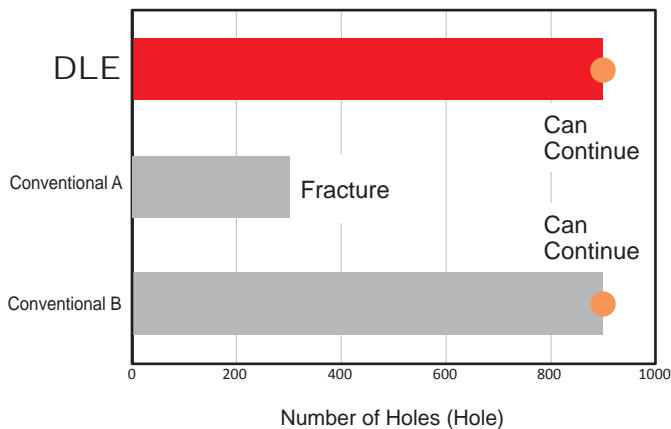 DLE
Can
Continue
Conventional A
Fracture
Can
Continue
Conventional B
0 200 400 600 800 1000
Number of Holes (Hole)